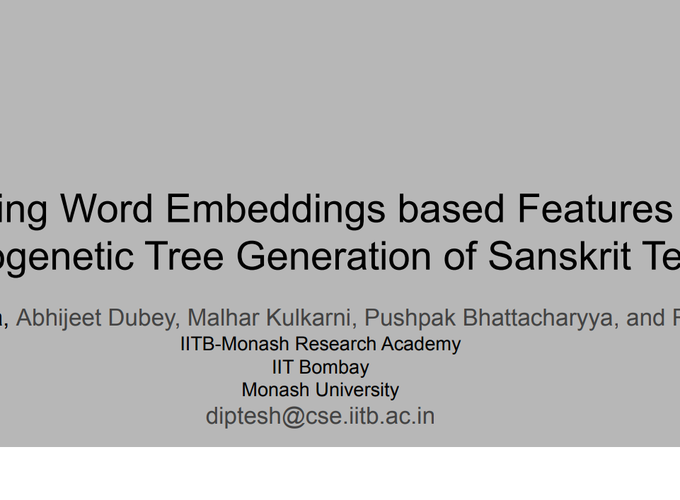 ing Word Embeddings based Features
ogenetic Tree Generation of Sanskrit Te
, Abhijeet Dubey, Malhar Kulkarni, Pushpak Bhattacharyya, and
IITB-Monash Research Academy
IIT Bombay
Monash University
diptesh@cse.iitb.ac.in